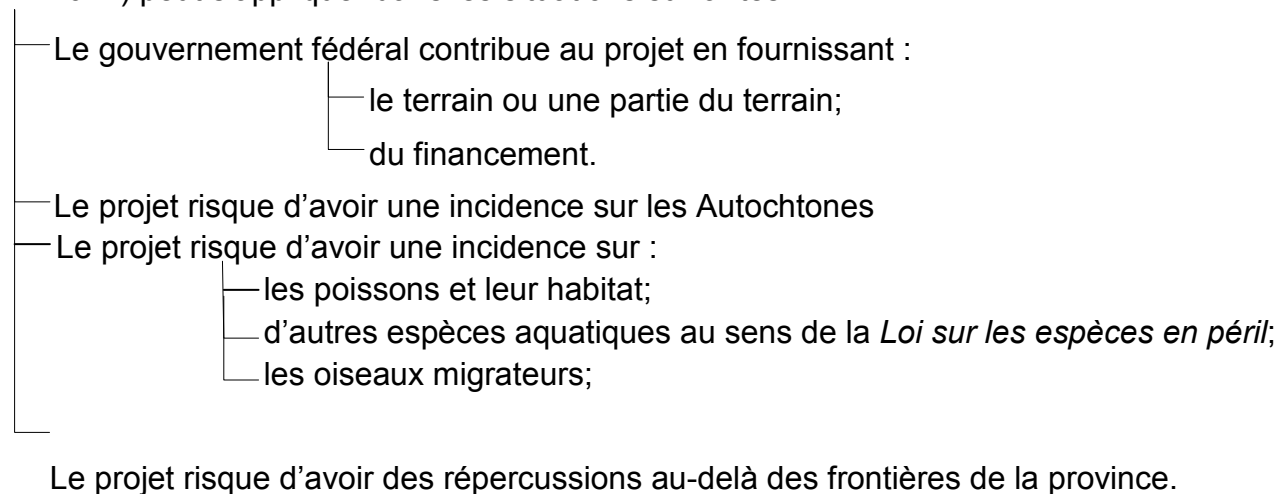 Le gouvernement fédéral contribue au projet en fournissant :
le terrain ou une partie du terrain;
du financement.
Le projet risque d’avoir une incidence sur les Autochtones
Le projet risque d’avoir une incidence sur :
les poissons et leur habitat;
d’autres espèces aquatiques au sens de la Loi sur les espèces en péril;
les oiseaux migrateurs;
Le projet risque d’avoir des répercussions au-delà des frontières de la province.